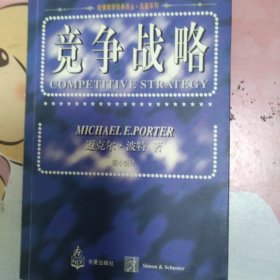 竞争战略
COMPETITIVE STRATEGY
MICHAEL E.PORTER
迈克尔·波特 著
华夏出版社
Simon & Schuster